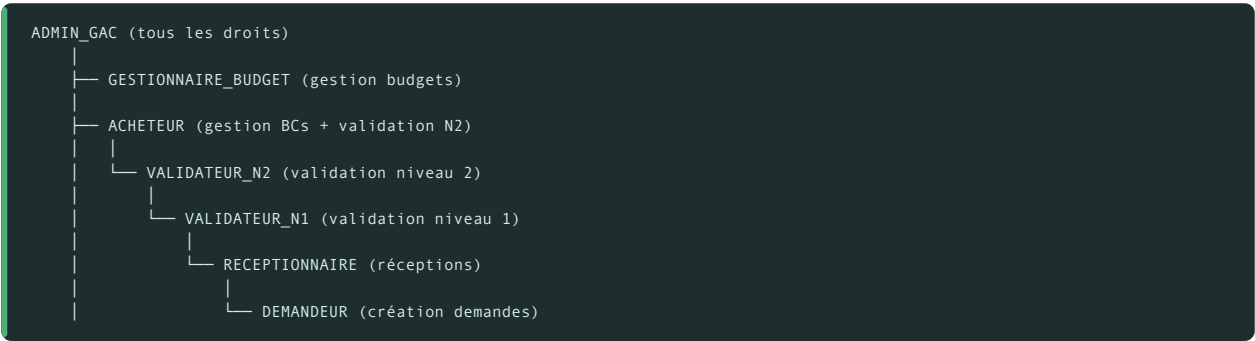 ADMIN_GAC (tous les droits)
    │
    ├── GESTIONNAIRE_BUDGET (gestion budgets)
    │
    ├── ACHETEUR (gestion BCs + validation N2)
    │   │
    │   └── VALIDATEUR_N2 (validation niveau 2)
    │       │
    │       └── VALIDATEUR_N1 (validation niveau 1)
    │           │
    │           └── RECEPTIONNAIRE (réceptions)
    │               │
    │               └── DEMANDEUR (création demandes)